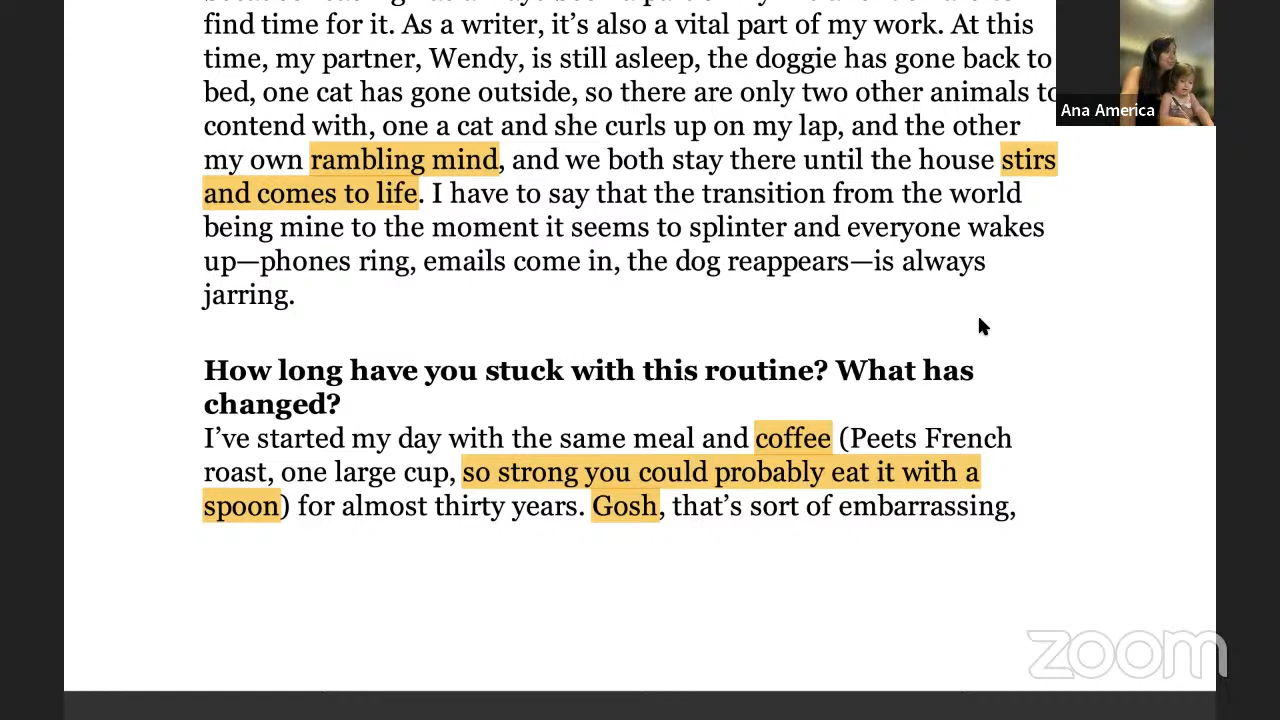 find time for it. As a writer, it’s also a vital part of my work. At this
time, my partner, Wendy, is still asleep, the doggie has gone back to
bed, one cat has gone outside, so there are only two other animals to
contend with, one a cat and she curls up on my lap, and the other
my own rambling mind, and we both stay there until the house stirs
and comes to life. I have to say that the transition from the world
being mine to the moment it seems to splinter and everyone wakes
up—phones ring, emails come in, the dog reappears—is always
jarring.
How long have you stuck with this routine? What has
changed?
I’ve started my day with the same meal and coffee (Peets French
roast, one large cup, so strong you could probably eat it with a
spoon) for almost thirty years. Gosh, that’s sort of embarrassing,
Ana America
zoom